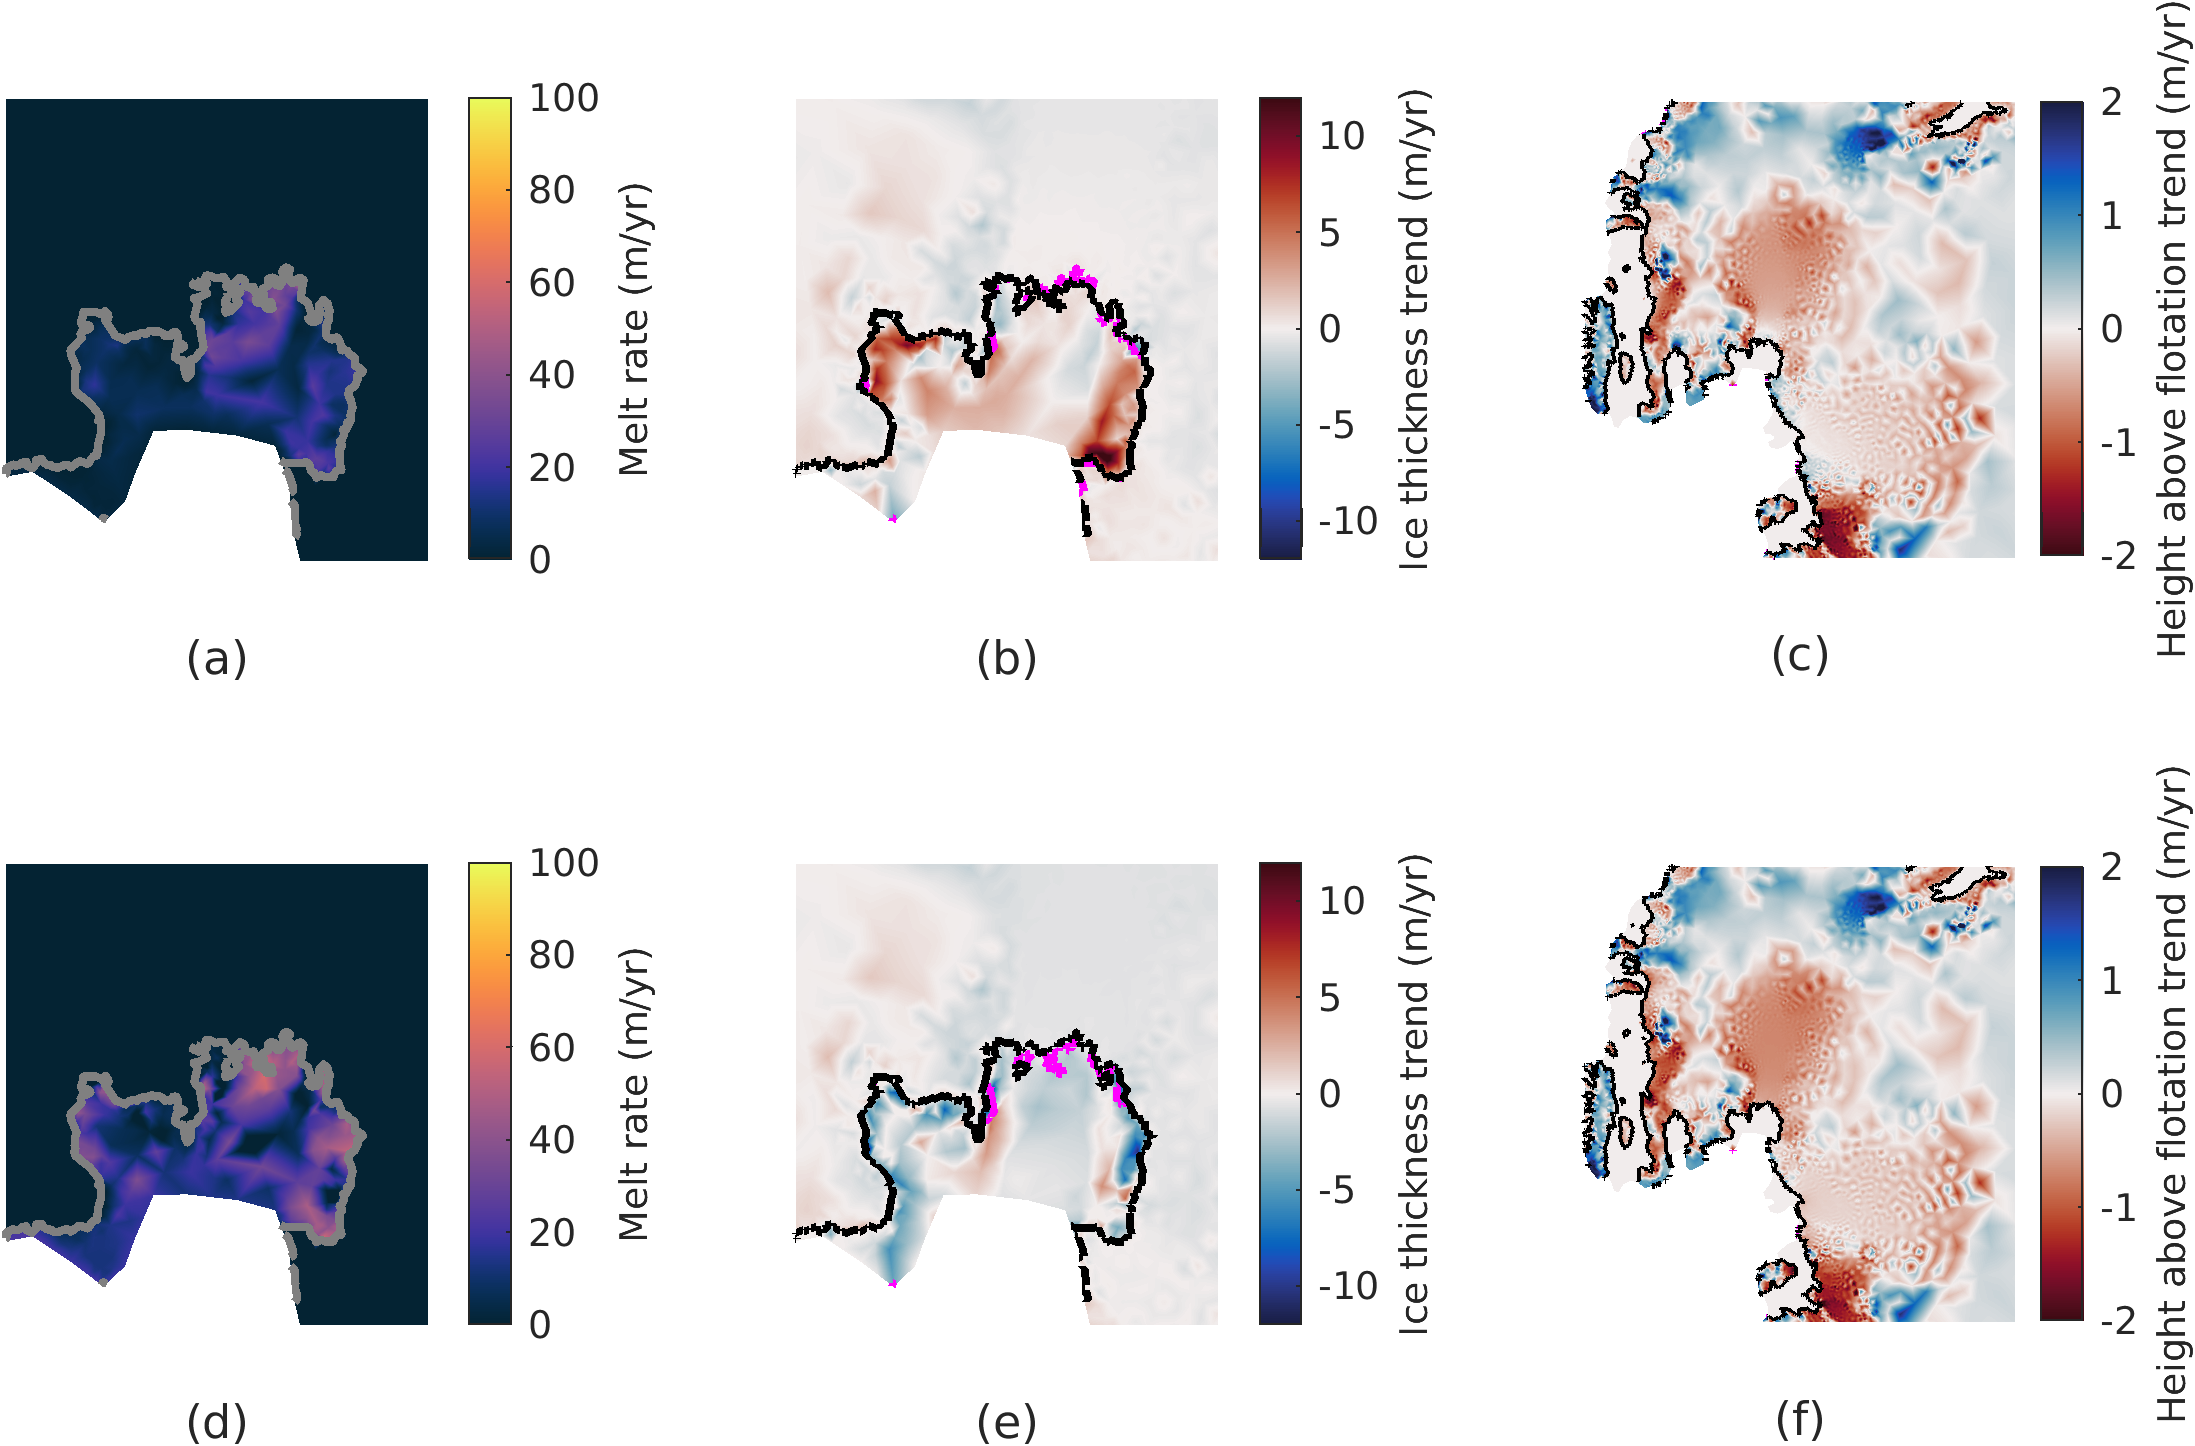 100
80
60
40
20
0
Melt rate (m/yr)
(a)
10
5
0
-5
-10
Ice thickness trend (m/yr)
(b)
2
1
0
-1
-2
Height above flotation trend (m/yr)
(c)
100
80
60
40
20
0
Melt rate (m/yr)
(d)
10
5
0
-5
-10
Ice thickness trend (m/yr)
(e)
2
1
0
-1
-2
Height above flotation trend (m/yr)
(f)